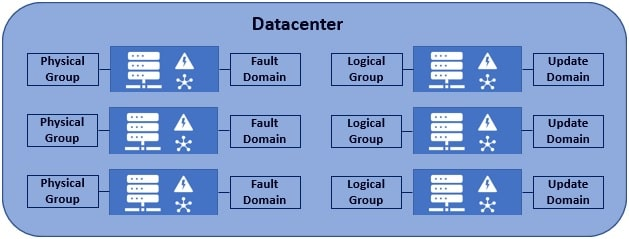 Datacenter
Physical
Group
Fault
Domain
Logical
Group
Update
Domain
Physical
Group
Fault
Domain
Logical
Group
Update
Domain
Physical
Group
Fault
Domain
Logical
Group
Update
Domain